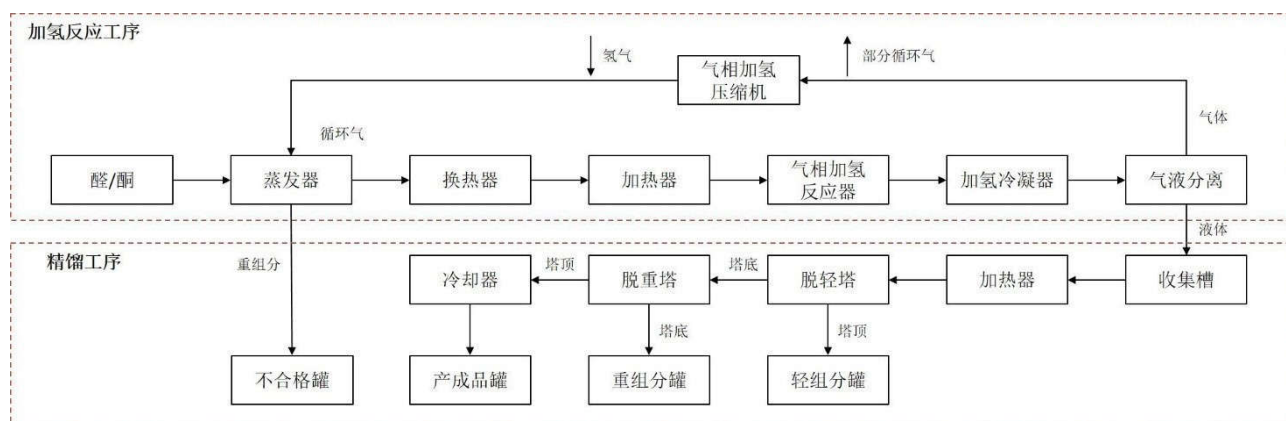 加氢反应工序
氢气
部分循环气
气相加氢
压缩机
循环气
气体
醛/酮
蒸发器
换热器
加热器
气相加氢
反应器
加氢冷凝器
气液分离
液体
精馏工序
重组分
冷却器
塔顶
脱重塔
塔底
脱轻塔
加热器
收集槽
塔底
塔顶
不合格罐
产成品罐
重组分罐
轻组分罐